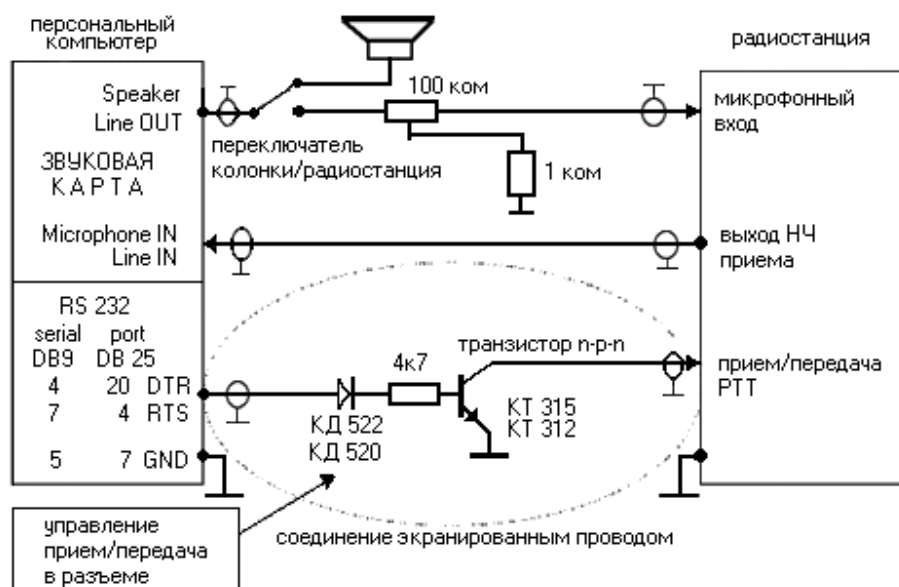 персональный
компьютер
радиостанция
Speaker
Line OUT
100 ком
микрофонный
вход
переключатель
колонки/радиостанция
1 ком
ЗВУКОВАЯ
КАРТА
Microphone IN
Line IN
выход НЧ
приема
RS 232
serial port
DB9 DB 25
4 20 DTR
7 4 RTS
5 7 GND
4к7
транзистор n-p-n
прием/передача
РТТ
КД 522
КД 520
КТ 315
КТ 312
соединение экранированным проводом
управление
прием/передача
в разъеме